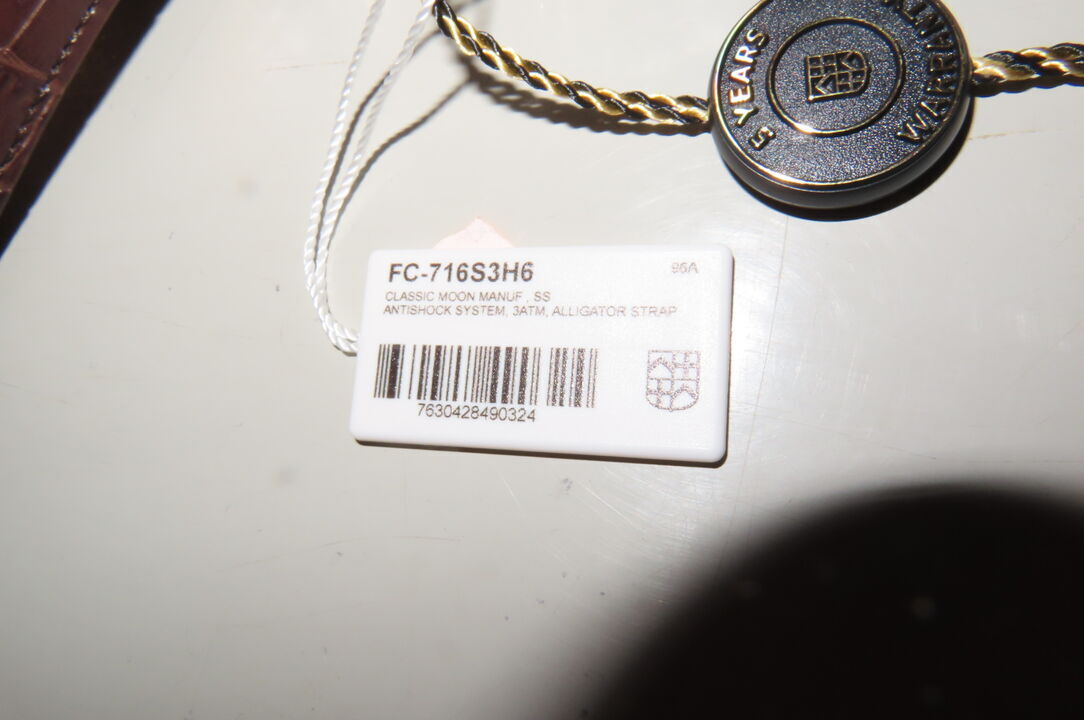 5 YEARS
WARRANTY
FC-716S3H6
96A
CLASSIC MOON MANUF , SS
ANTISHOCK SYSTEM, 3ATM, ALLIGATOR STRAP
7630428490324